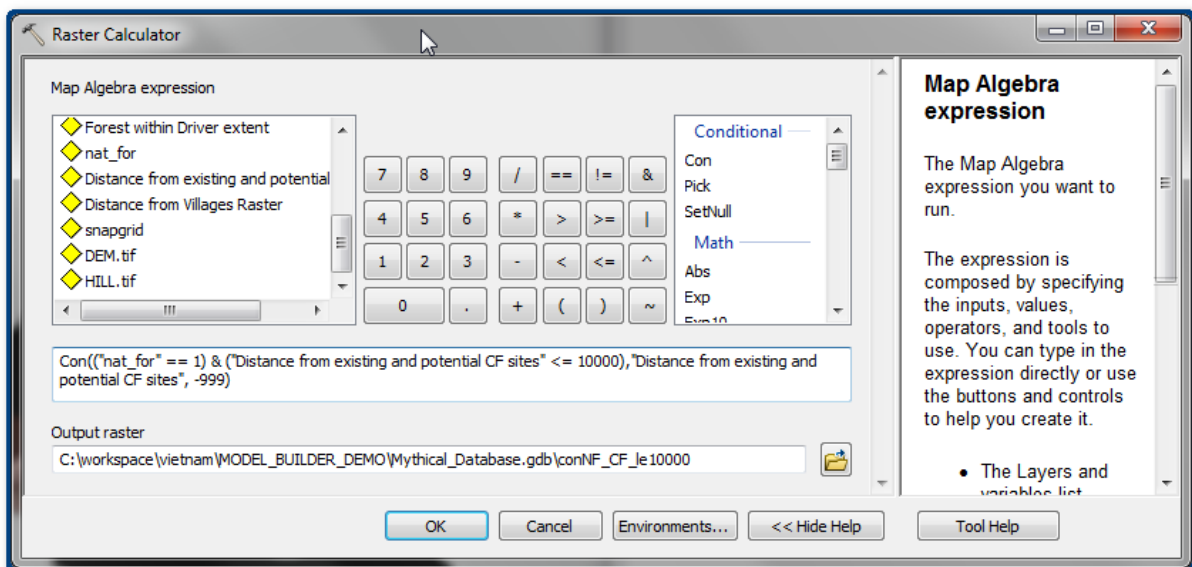 Raster Calculator
Map Algebra expression
Forest within Driver extent
nat_for
Distance from existing and potential
Distance from Villages Raster
snapgrid
DEM.tif
HILL.tif
7 8 9 / == != &
4 5 6 * > >= |
1 2 3 - < <= ^
0 . + ( ) ~
Conditional
Con
Pick
SetNull
Math
Abs
Exp
Exp10
Con(("nat_for" == 1) & ("Distance from existing and potential CF sites" <= 10000),"Distance from existing and
potential CF sites", -999)
Output raster
C:\workspace\vietnam\MODEL_BUILDER_DEMO\Mythical_Database.gdb\conNF_CF_le10000
OK
Cancel
Environments...
<< Hide Help
Tool Help
Map Algebra
expression
The Map Algebra
expression you want to
run.
The expression is
composed by specifying
the inputs, values,
operators, and tools to
use. You can type in the
expression directly or use
the buttons and controls
to help you create it.
• The Layers and
variables list